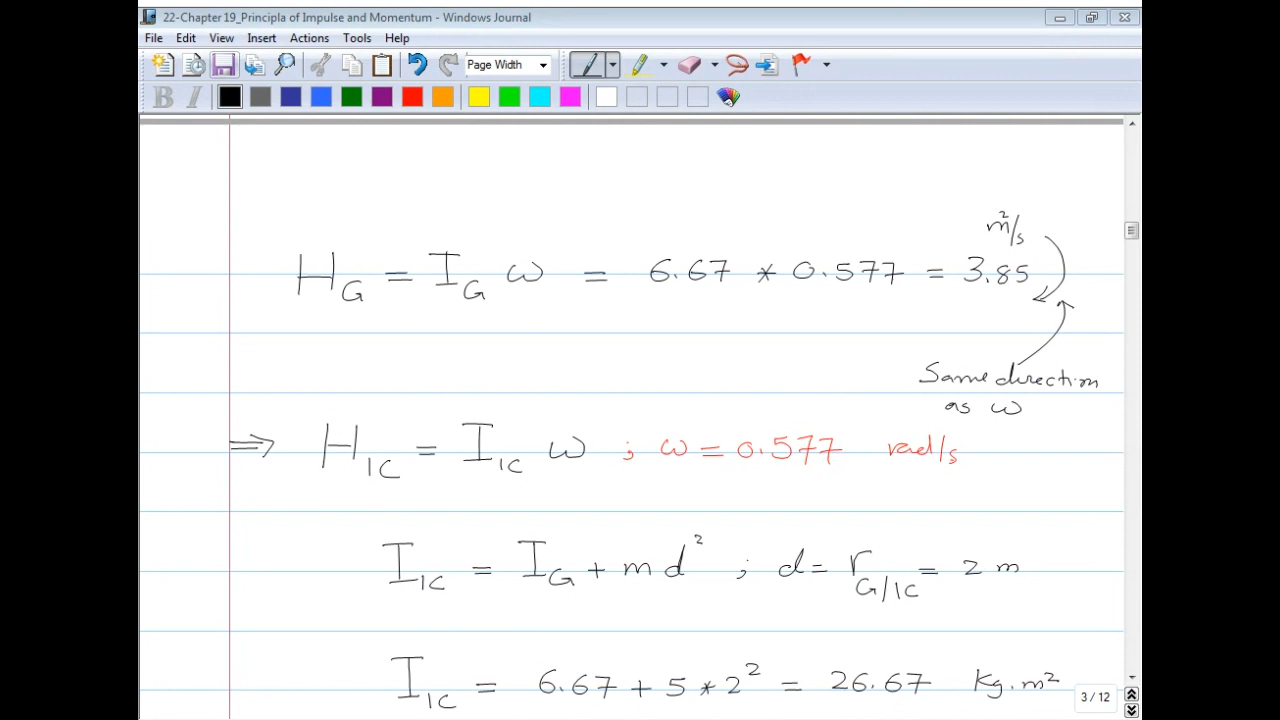 22-Chapter 19_Principla of Impulse and Momentum - Windows Journal
File Edit View Insert Actions Tools Help
Page Width
B I
m²/s
H_G = I_G ω = 6.67 * 0.577 = 3.85
Same direction
as ω
⇒ H_IC = I_IC ω ; ω = 0.577 rad/s
I_IC = I_G + m d² ; d = r_G/IC = 2 m
I_IC = 6.67 + 5 * 2² = 26.67 Kg.m²
3 / 12